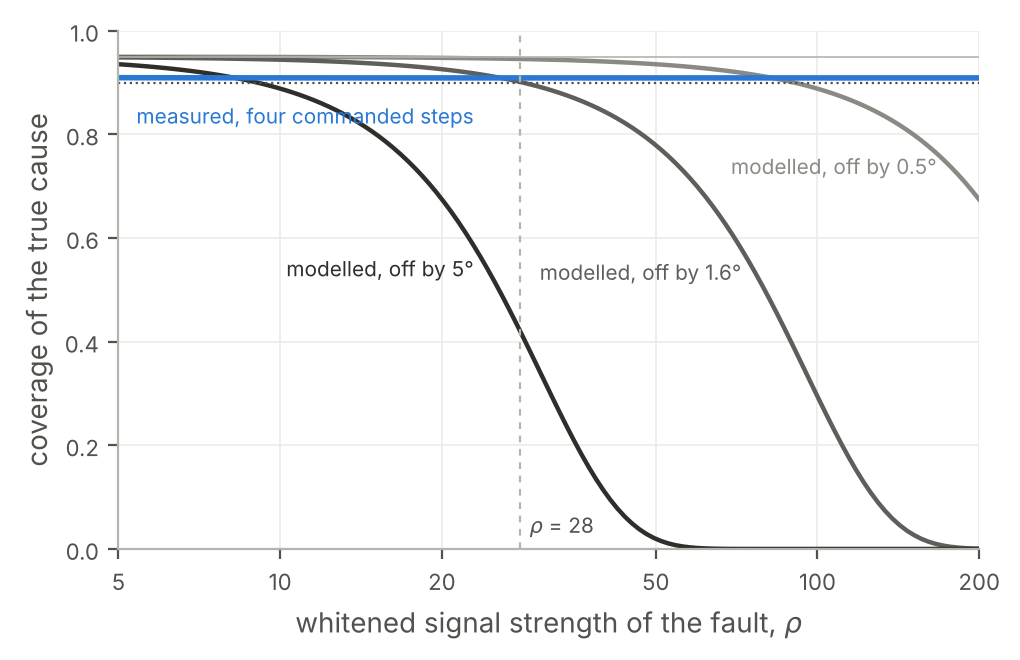 1.0
0.8
0.6
0.4
0.2
0.0
coverage of the true cause
measured, four commanded steps
modelled, off by 0.5°
modelled, off by 5°
modelled, off by 1.6°
ρ = 28
5
10
20
50
100
200
whitened signal strength of the fault, ρ